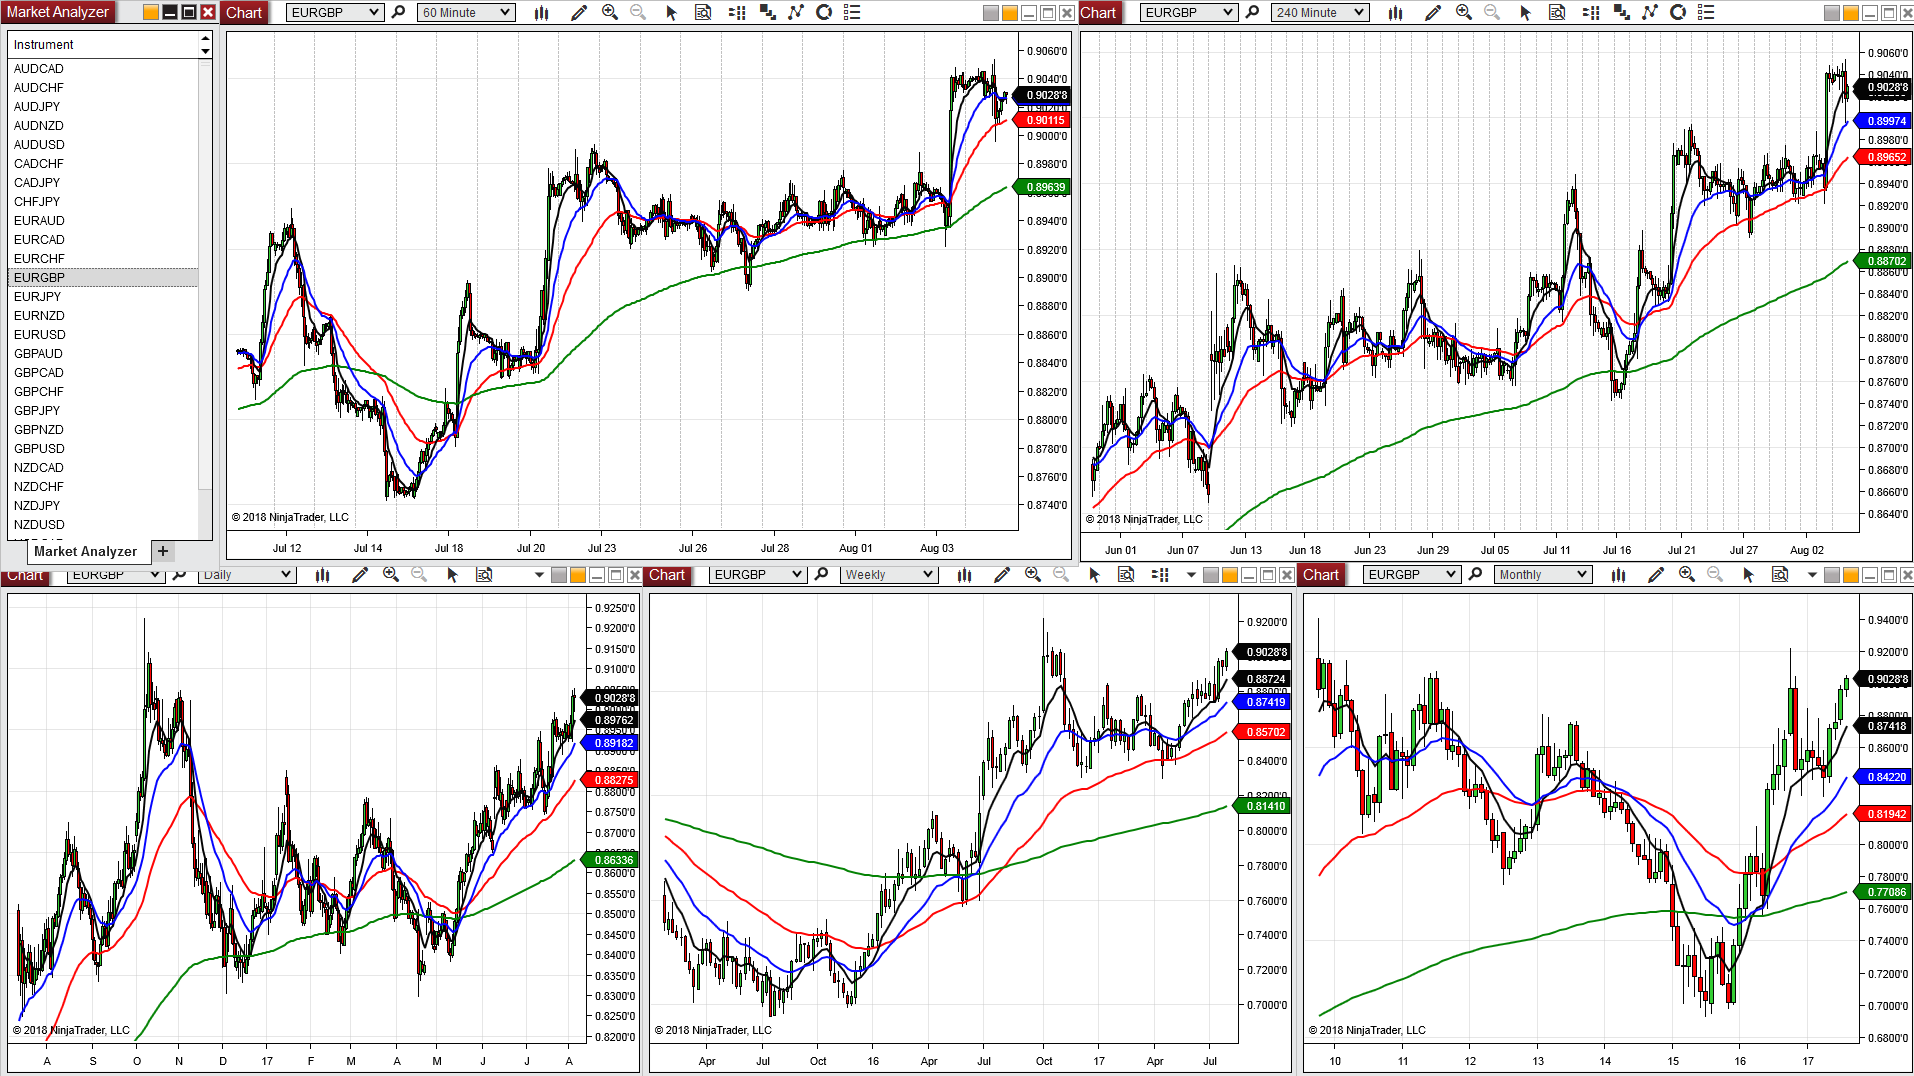 Market Analyzer
Instrument
AUDCAD
AUDCHF
AUDJPY
AUDNZD
AUDUSD
CADCHF
CADJPY
CHFJPY
EURAUD
EURCAD
EURCHF
EURGBP
EURJPY
EURNZD
EURUSD
GBPAUD
GBPCAD
GBPCHF
GBPJPY
GBPNZD
GBPUSD
NZDCAD
NZDCHF
NZDJPY
NZDUSD
Market Analyzer +
Chart EURGBP 60 Minute
0.9060'0
0.9040'0
0.9028'8
0.90115
0.9000'0
0.8980'0
0.89639
0.8940'0
0.8920'0
0.8900'0
0.8880'0
0.8860'0
0.8840'0
0.8820'0
0.8800'0
0.8780'0
0.8760'0
0.8740'0
© 2018 NinjaTrader, LLC
Jul 12 Jul 14 Jul 18 Jul 20 Jul 23 Jul 26 Jul 28 Aug 01 Aug 03
Chart EURGBP 240 Minute
0.9060'0
0.9040'0
0.9028'8
0.89974
0.8980'0
0.89652
0.8940'0
0.8920'0
0.8900'0
0.8880'0
0.88702
0.8860'0
0.8840'0
0.8820'0
0.8800'0
0.8780'0
0.8760'0
0.8740'0
0.8720'0
0.8700'0
0.8680'0
0.8660'0
0.8640'0
© 2018 NinjaTrader, LLC
Jun 01 Jun 07 Jun 13 Jun 18 Jun 23 Jun 29 Jul 05 Jul 11 Jul 16 Jul 21 Jul 27 Aug 02
Chart EURGBP Daily
0.9250'0
0.9200'0
0.9150'0
0.9100'0
0.9028'8
0.89762
0.89182
0.88275
0.8800'0
0.8750'0
0.8700'0
0.8650'0
0.86336
0.8600'0
0.8550'0
0.8500'0
0.8450'0
0.8400'0
0.8350'0
0.8300'0
0.8250'0
0.8200'0
© 2018 NinjaTrader, LLC
A S O N D 17 F M A M J J A
Chart EURGBP Weekly
0.9200'0
0.9028'8
0.88724
0.87419
0.85702
0.8400'0
0.8200'0
0.81410
0.8000'0
0.7800'0
0.7600'0
0.7400'0
0.7200'0
0.7000'0
© 2018 NinjaTrader, LLC
Apr Jul Oct 16 Apr Jul Oct 17 Apr Jul
Chart EURGBP Monthly
0.9400'0
0.9200'0
0.9028'8
0.87418
0.8600'0
0.84220
0.81942
0.8000'0
0.7800'0
0.77086
0.7600'0
0.7400'0
0.7200'0
0.7000'0
0.6800'0
© 2018 NinjaTrader, LLC
10 11 12 13 14 15 16 17